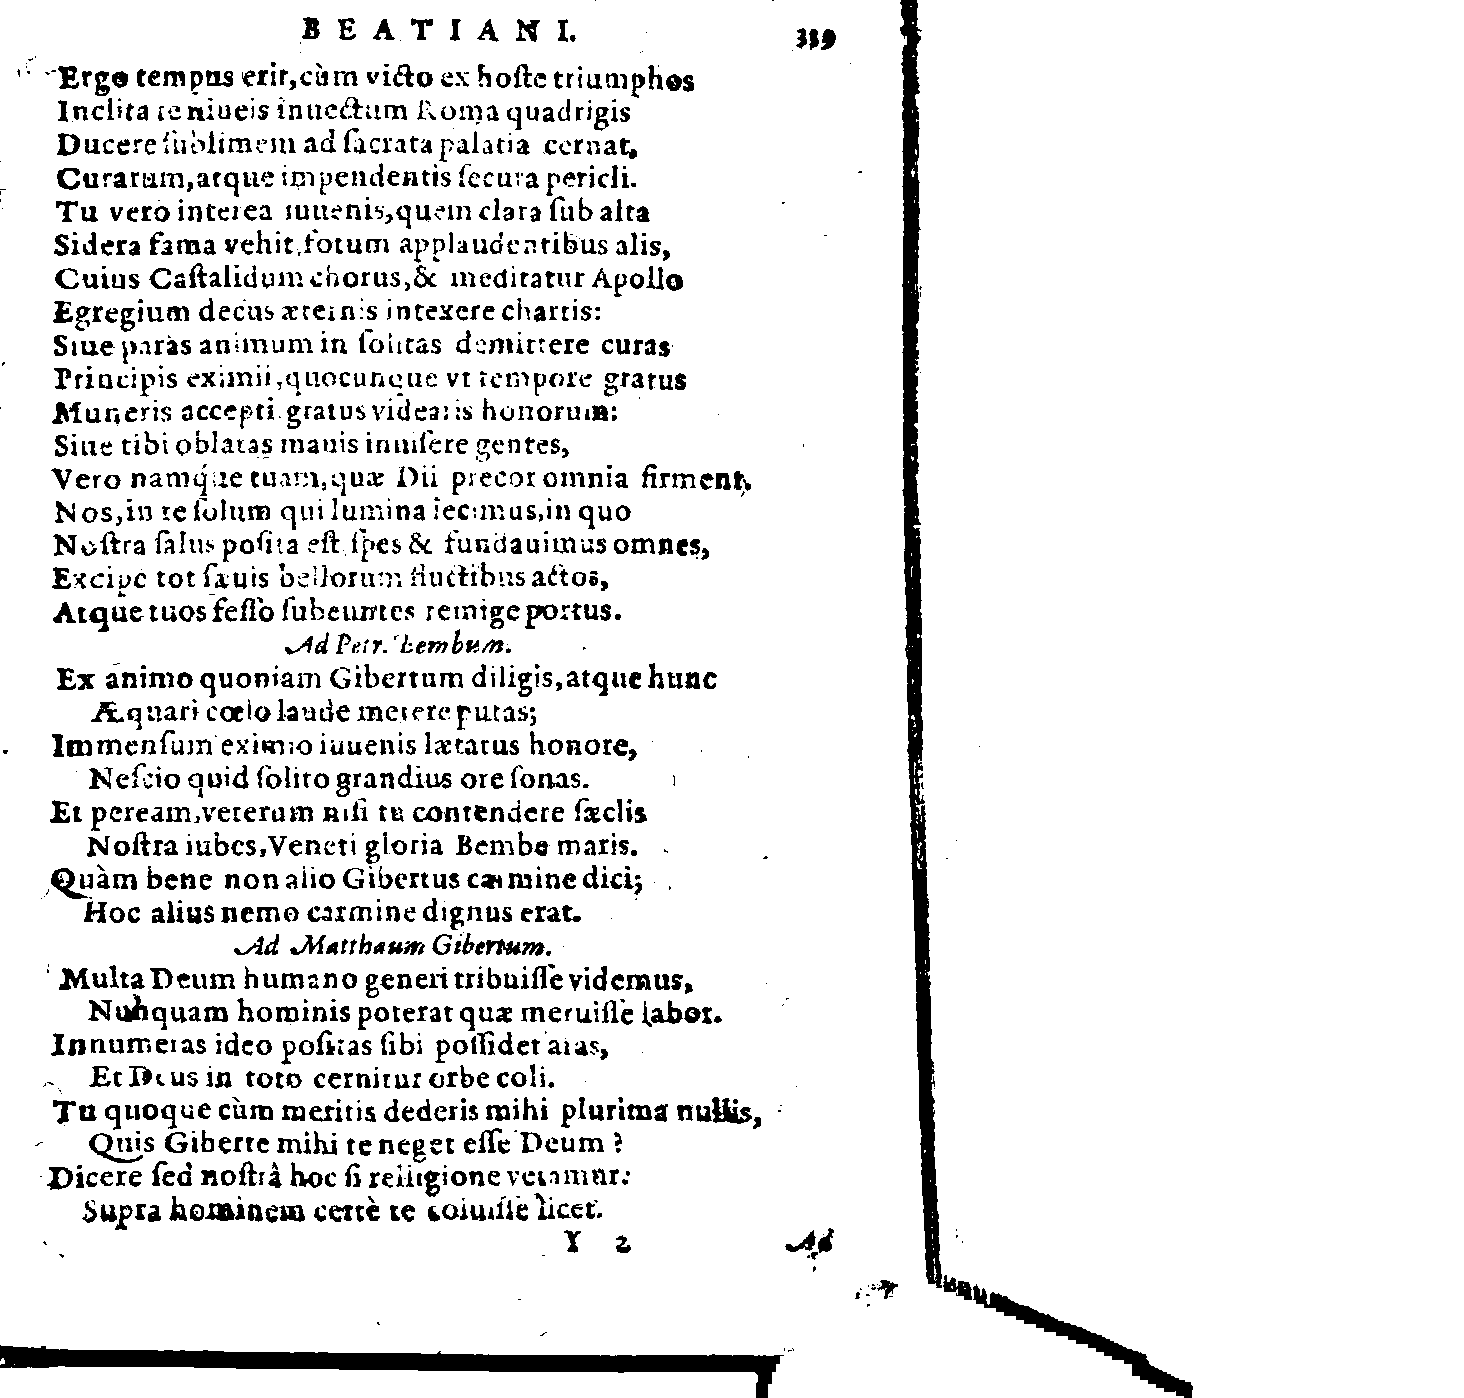 BEATIANI. 339
Ergo tempus erit, cùm victo ex hoste triumphos
Inclita te niueis inuectum Roma quadrigis
Ducere sublimem ad sacrata palatia cernat,
Curarum, atque impendentis secura pericli.
Tu vero interea iuuenis, quem clara sub alta
Sidera fama vehit, totum applaudentibus alis,
Cuius Castalidum chorus, & meditatur Apollo
Egregium decus æternis intexere chartis:
Siue paras animum in solitas demittere curas
Principis eximii, quocunque vt tempore gratus
Muneris accepti gratus videaris honorum:
Siue tibi oblatas mauis inuisere gentes,
Vero namq́ue tuam, quæ Dii precor omnia firment,
Nos, in te solum qui lumina iecimus, in quo
Nostra salus posita est, spes & fundauimus omnes,
Excipe tot sæuis bellorum fluctibus actos,
Atque tuos fesso subeuntes remige portus.
Ad Petr. Bembum.
Ex animo quoniam Gibertum diligis, atque hunc
Æquari cœlo laude merere putas;
Immensum eximio iuuenis lætatus honore,
Nescio quid solito grandius ore sonas.
Et peream, veterum nisi tu contendere sæclis
Nostra iubes, Veneti gloria Bembe maris.
Quàm bene non alio Gibertus carmine dici;
Hoc alius nemo carmine dignus erat.
Ad Matthæum Gibertum.
Multa Deum humano generi tribuisse videmus,
Nunquam hominis poterat quæ meruisse labor.
Innumeras ideo positas sibi possidet aras,
Et Deus in toto cernitur orbe coli.
Tu quoque cùm meritis dederis mihi plurima nullis,
Quis Giberte mihi te neget esse Deum?
Dicere sed nostrâ hoc si relligione vetamur:
Supra hominem certè te coluisse licet.
Y 2 Ad